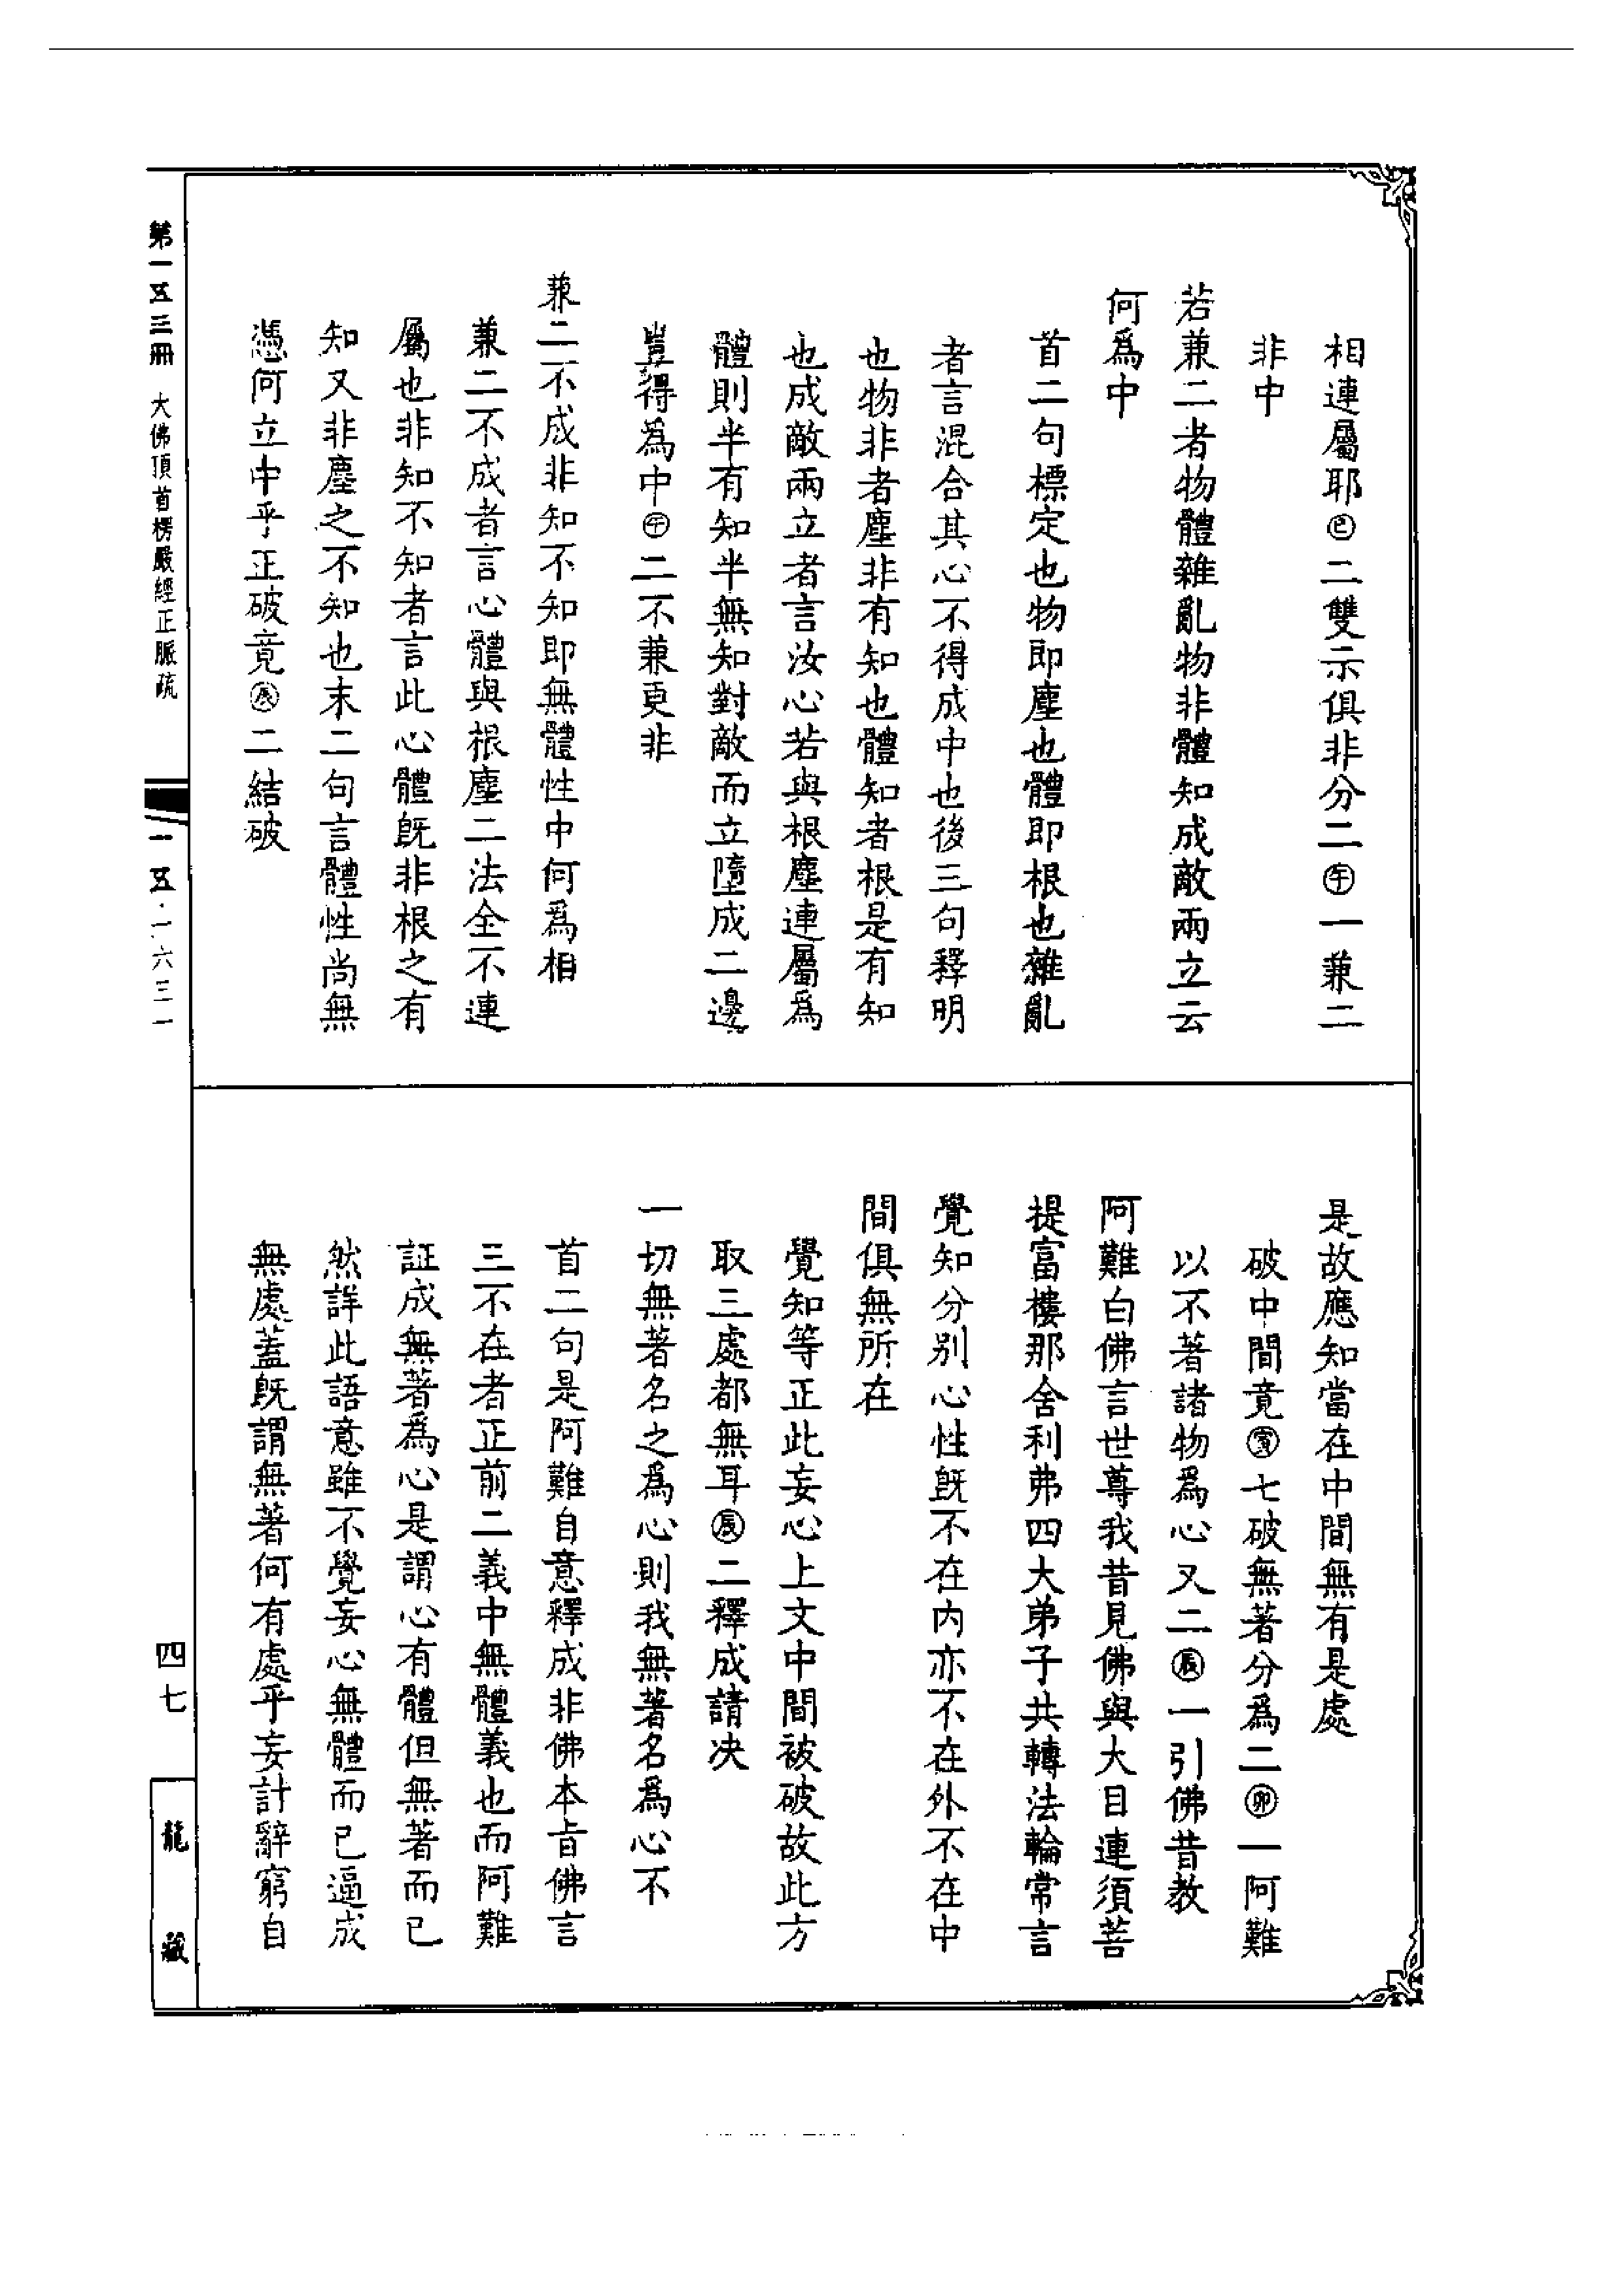 相連屬耶㊁二雙示俱非分二㊌一兼二
非中
若兼二者物體雜亂物非體知成敵兩立云
何爲中
首二句標定也物即塵也體即根也雜亂
者言混合其心不得成中也後三句釋明
也物非者塵非有知也體知者根是有知
也成敵兩立者言汝心若與根塵連屬爲
體則半有知半無知對敵而立墮成二邊
豈得爲中午二不兼更非
兼二不成非知不知即無體性中何爲相
兼二不成者言心體與根塵二法全不連
屬也非知不知者言此心體旣非根之有
知又非塵之不知也末二句言體性尚無
憑何立中乎正破竟辰二結破
是故應知當在中間無有是處
破中間竟寅七破無著分爲二卯一阿難
以不著諸物爲心又二辰一引佛昔教
阿難白佛言世尊我昔見佛與大目連須菩
提富樓那舍利弗四大弟子共轉法輪常言
覺知分別心性旣不在內亦不在外不在中
間俱無所在
覺知等正此妄心上文中間被破故此方
取三處都無耳辰二釋成請决
一切無著名之爲心則我無著名爲心不
首二句是阿難自意釋成非佛本旨佛言
三不在者正前二義中無體義也而阿難
証成無著爲心是謂心有體但無著而已
然詳此語意雖不覺妄心無體而已逼成
無處蓋旣謂無著何有處乎妄計辭窮自
第一五三冊 大佛頂首楞嚴經正脈疏
一五·一六三一
四七
龍藏